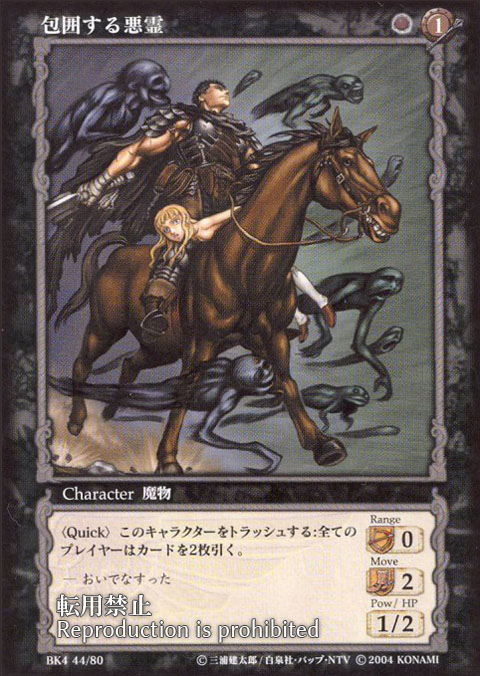 包囲する悪霊
1
Character 魔物
〈Quick〉このキャラクターをトラッシュする:全ての
プレイヤーはカードを2枚引く。
― おいでなすった
Range
0
Move
2
Pow/HP
1/2
転用禁止
Reproduction is prohibited
BK4 44/80
©三浦建太郎/白泉社・バップ・NTV ©2004 KONAMI